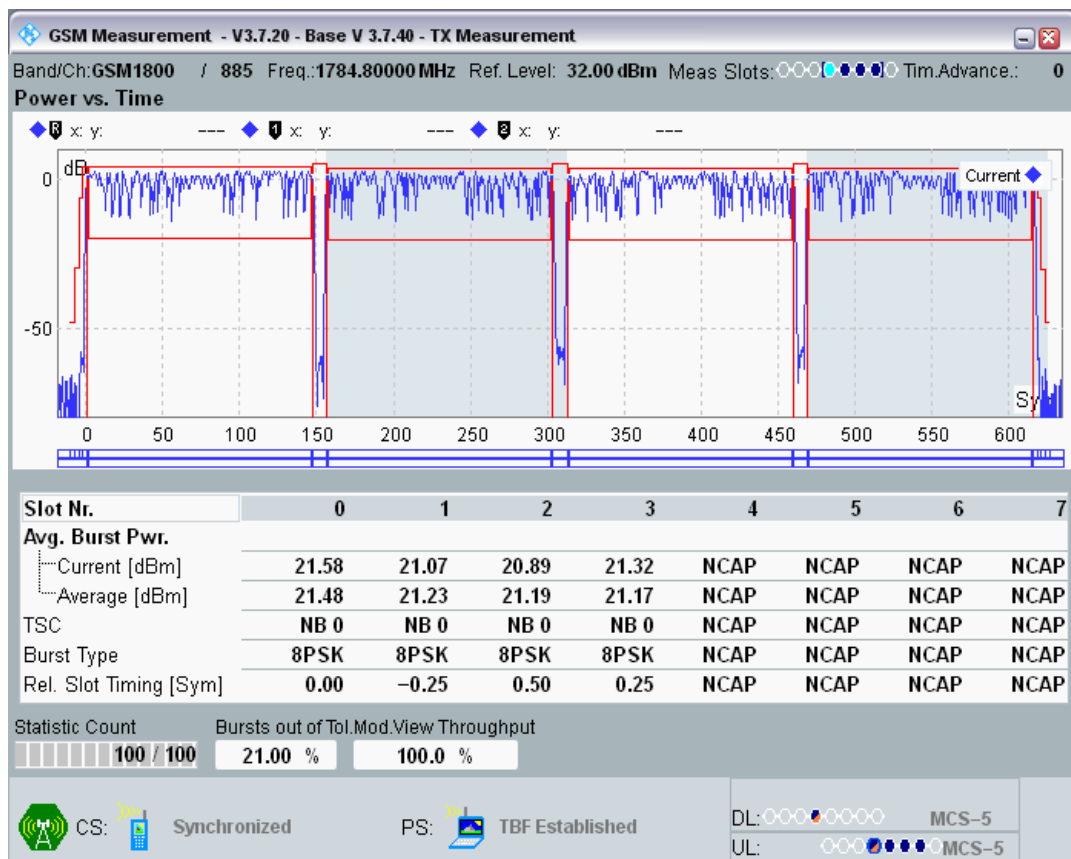 GSM Measurement - V3.7.20 - Base V 3.7.40 - TX Measurement
Band/Ch:GSM1800 / 885 Freq.:1784.80000 MHz Ref. Level: 32.00 dBm Meas Slots: Tim.Advance.: 0
Power vs. Time
R x: y: --- 1 x: y: --- 2 x: y: ---
dB
Current
0
-50
Sy
0 50 100 150 200 250 300 350 400 450 500 550 600
Slot Nr. 0 1 2 3 4 5 6 7
Avg. Burst Pwr.
Current [dBm] 21.58 21.07 20.89 21.32 NCAP NCAP NCAP NCAP
Average [dBm] 21.48 21.23 21.19 21.17 NCAP NCAP NCAP NCAP
TSC NB 0 NB 0 NB 0 NB 0 NCAP NCAP NCAP NCAP
Burst Type 8PSK 8PSK 8PSK 8PSK NCAP NCAP NCAP NCAP
Rel. Slot Timing [Sym] 0.00 −0.25 0.50 0.25 NCAP NCAP NCAP NCAP
Statistic Count Bursts out of Tol.Mod.View Throughput
100 / 100 21.00 % 100.0 %
CS: Synchronized PS: TBF Established
DL: MCS−5
UL: MCS−5